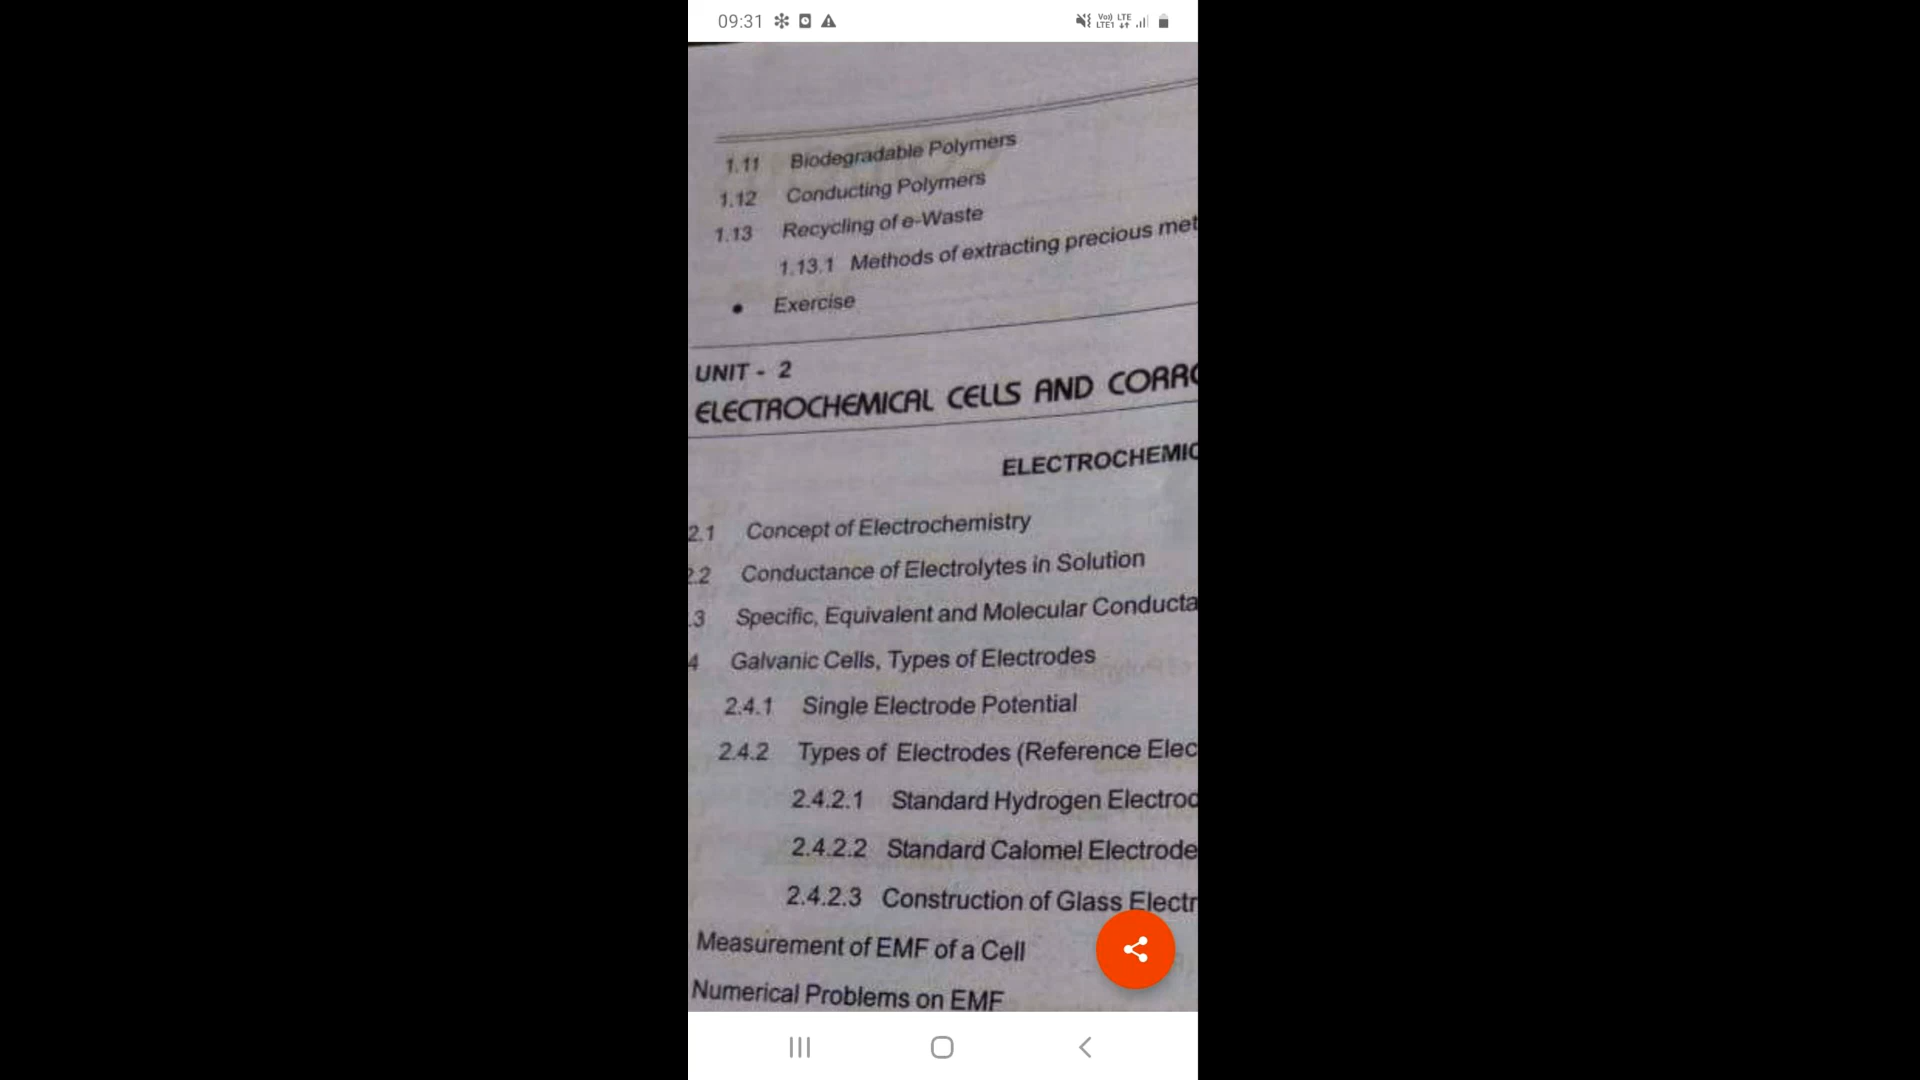 09:31
Vo)) LTE
LTE1
1.11 Biodegradable Polymers
1.12 Conducting Polymers
1.13 Recycling of e-Waste
1.13.1 Methods of extracting precious met
• Exercise
UNIT - 2
ELECTROCHEMICAL CELLS AND CORRO
ELECTROCHEMIC
2.1 Concept of Electrochemistry
2.2 Conductance of Electrolytes in Solution
.3 Specific, Equivalent and Molecular Conducta
4 Galvanic Cells, Types of Electrodes
2.4.1 Single Electrode Potential
2.4.2 Types of Electrodes (Reference Elec
2.4.2.1 Standard Hydrogen Electrod
2.4.2.2 Standard Calomel Electrode
2.4.2.3 Construction of Glass Electr
Measurement of EMF of a Cell
Numerical Problems on EMF